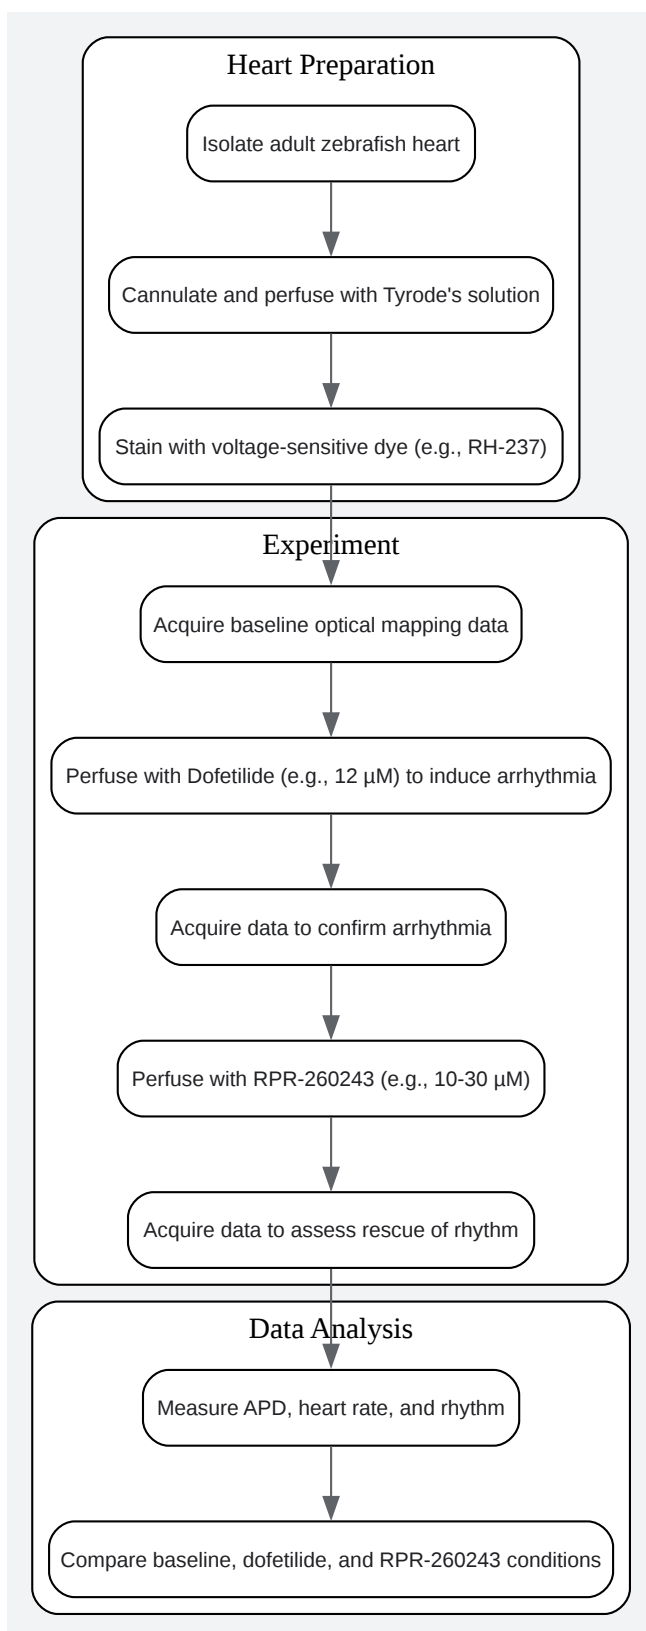 Heart Preparation
Isolate adult zebrafish heart
Cannulate and perfuse with Tyrode's solution
Stain with voltage-sensitive dye (e.g., RH-237)
Experiment
Acquire baseline optical mapping data
Perfuse with Dofetilide (e.g., 12 µM) to induce arrhythmia
Acquire data to confirm arrhythmia
Perfuse with RPR-260243 (e.g., 10-30 µM)
Acquire data to assess rescue of rhythm
Data Analysis
Measure APD, heart rate, and rhythm
Compare baseline, dofetilide, and RPR-260243 conditions